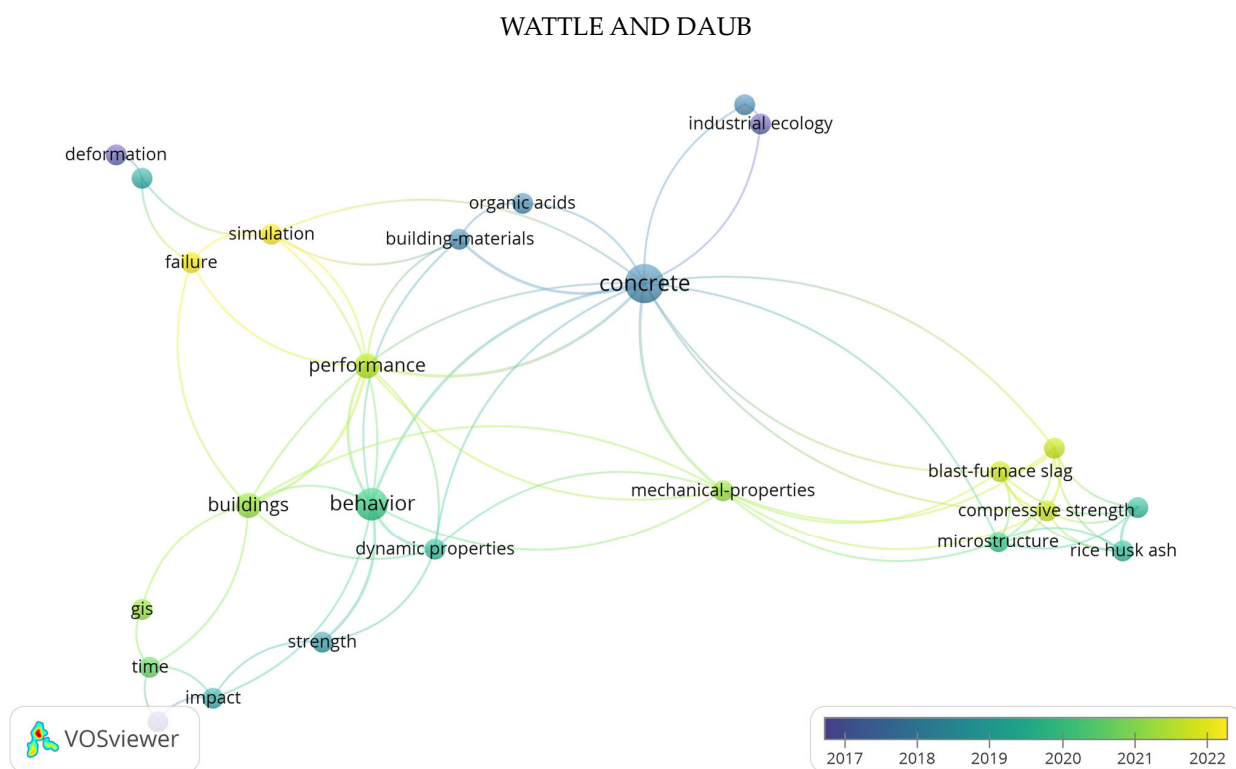 WATTLE AND DAUB
industrial ecology
deformation
organic acids
simulation
building-materials
failure
concrete
performance
blast-furnace slag
mechanical-properties
buildings
behavior
compressive strength
microstructure
dynamic properties
rice husk ash
gis
strength
time
impact
VOSviewer
2017 2018 2019 2020 2021 2022